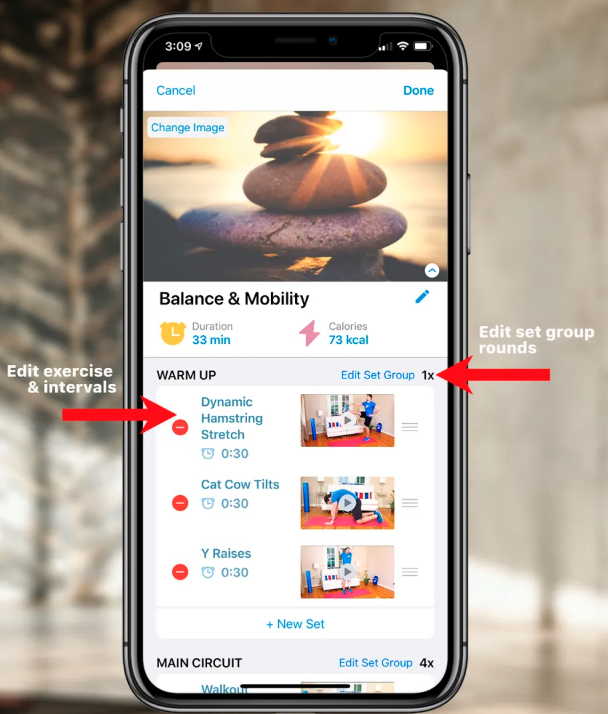 3:09
Cancel
Done
Change Image
Balance & Mobility
Duration
33 min
Calories
73 kcal
Edit set group
rounds
Edit exercise
& intervals
WARM UP
Edit Set Group 1x
Dynamic
Hamstring
Stretch
0:30
Cat Cow Tilts
0:30
Y Raises
0:30
+ New Set
MAIN CIRCUIT
Edit Set Group 4x
Walkout